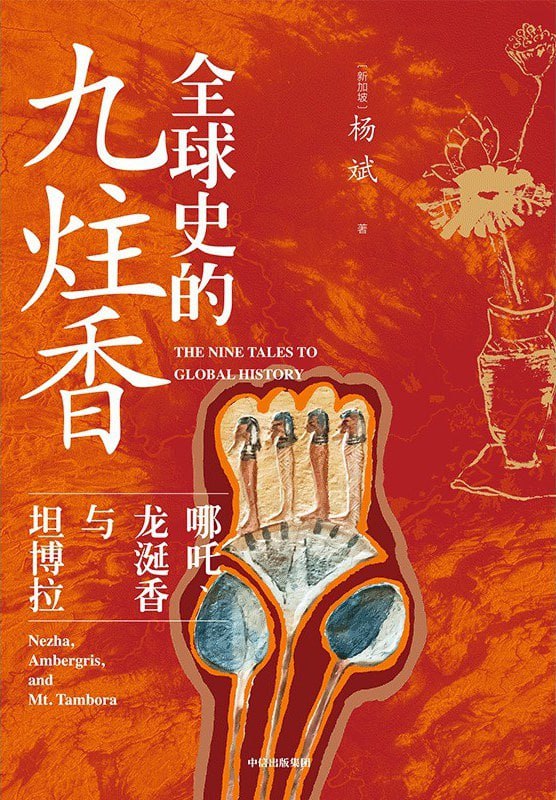 全球史的
九炷香
THE NINE TALES TO
GLOBAL HISTORY
〔新加坡〕
杨斌
著
哪吒、
龙涎香
与
坦博拉
Nezha,
Ambergris,
and
Mt. Tambora
中信出版集团